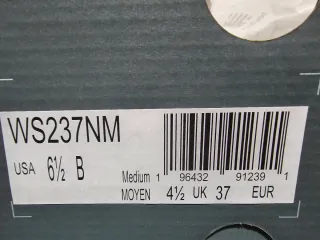 WS237NM
USA 6½ B
Medium 1 96432 91239 1
MOYEN 4½ UK 37 EUR